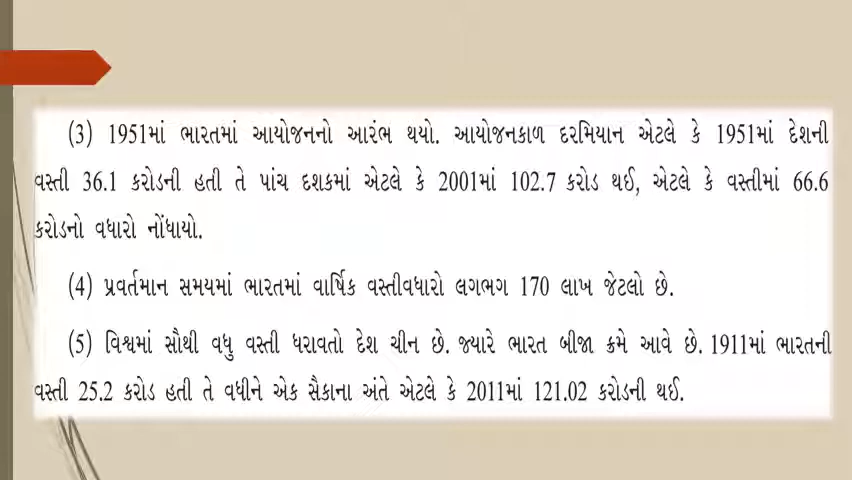 (3) 1951માં ભારતમાં આયોજનનો આરંભ થયો. આયોજનકાળ દરમિયાન એટલે કે 1951માં દેશની
વસ્તી 36.1 કરોડની હતી તે પાંચ દશકમાં એટલે કે 2001માં 102.7 કરોડ થઈ, એટલે કે વસ્તીમાં 66.6
કરોડનો વધારો નોંધાયો.
(4) પ્રવર્તમાન સમયમાં ભારતમાં વાર્ષિક વસ્તીવધારો લગભગ 170 લાખ જેટલો છે.
(5) વિશ્વમાં સૌથી વધુ વસ્તી ધરાવતો દેશ ચીન છે. જ્યારે ભારત બીજા ક્રમે આવે છે. 1911માં ભારતની
વસ્તી 25.2 કરોડ હતી તે વધીને એક સૈકાના અંતે એટલે કે 2011માં 121.02 કરોડની થઈ.